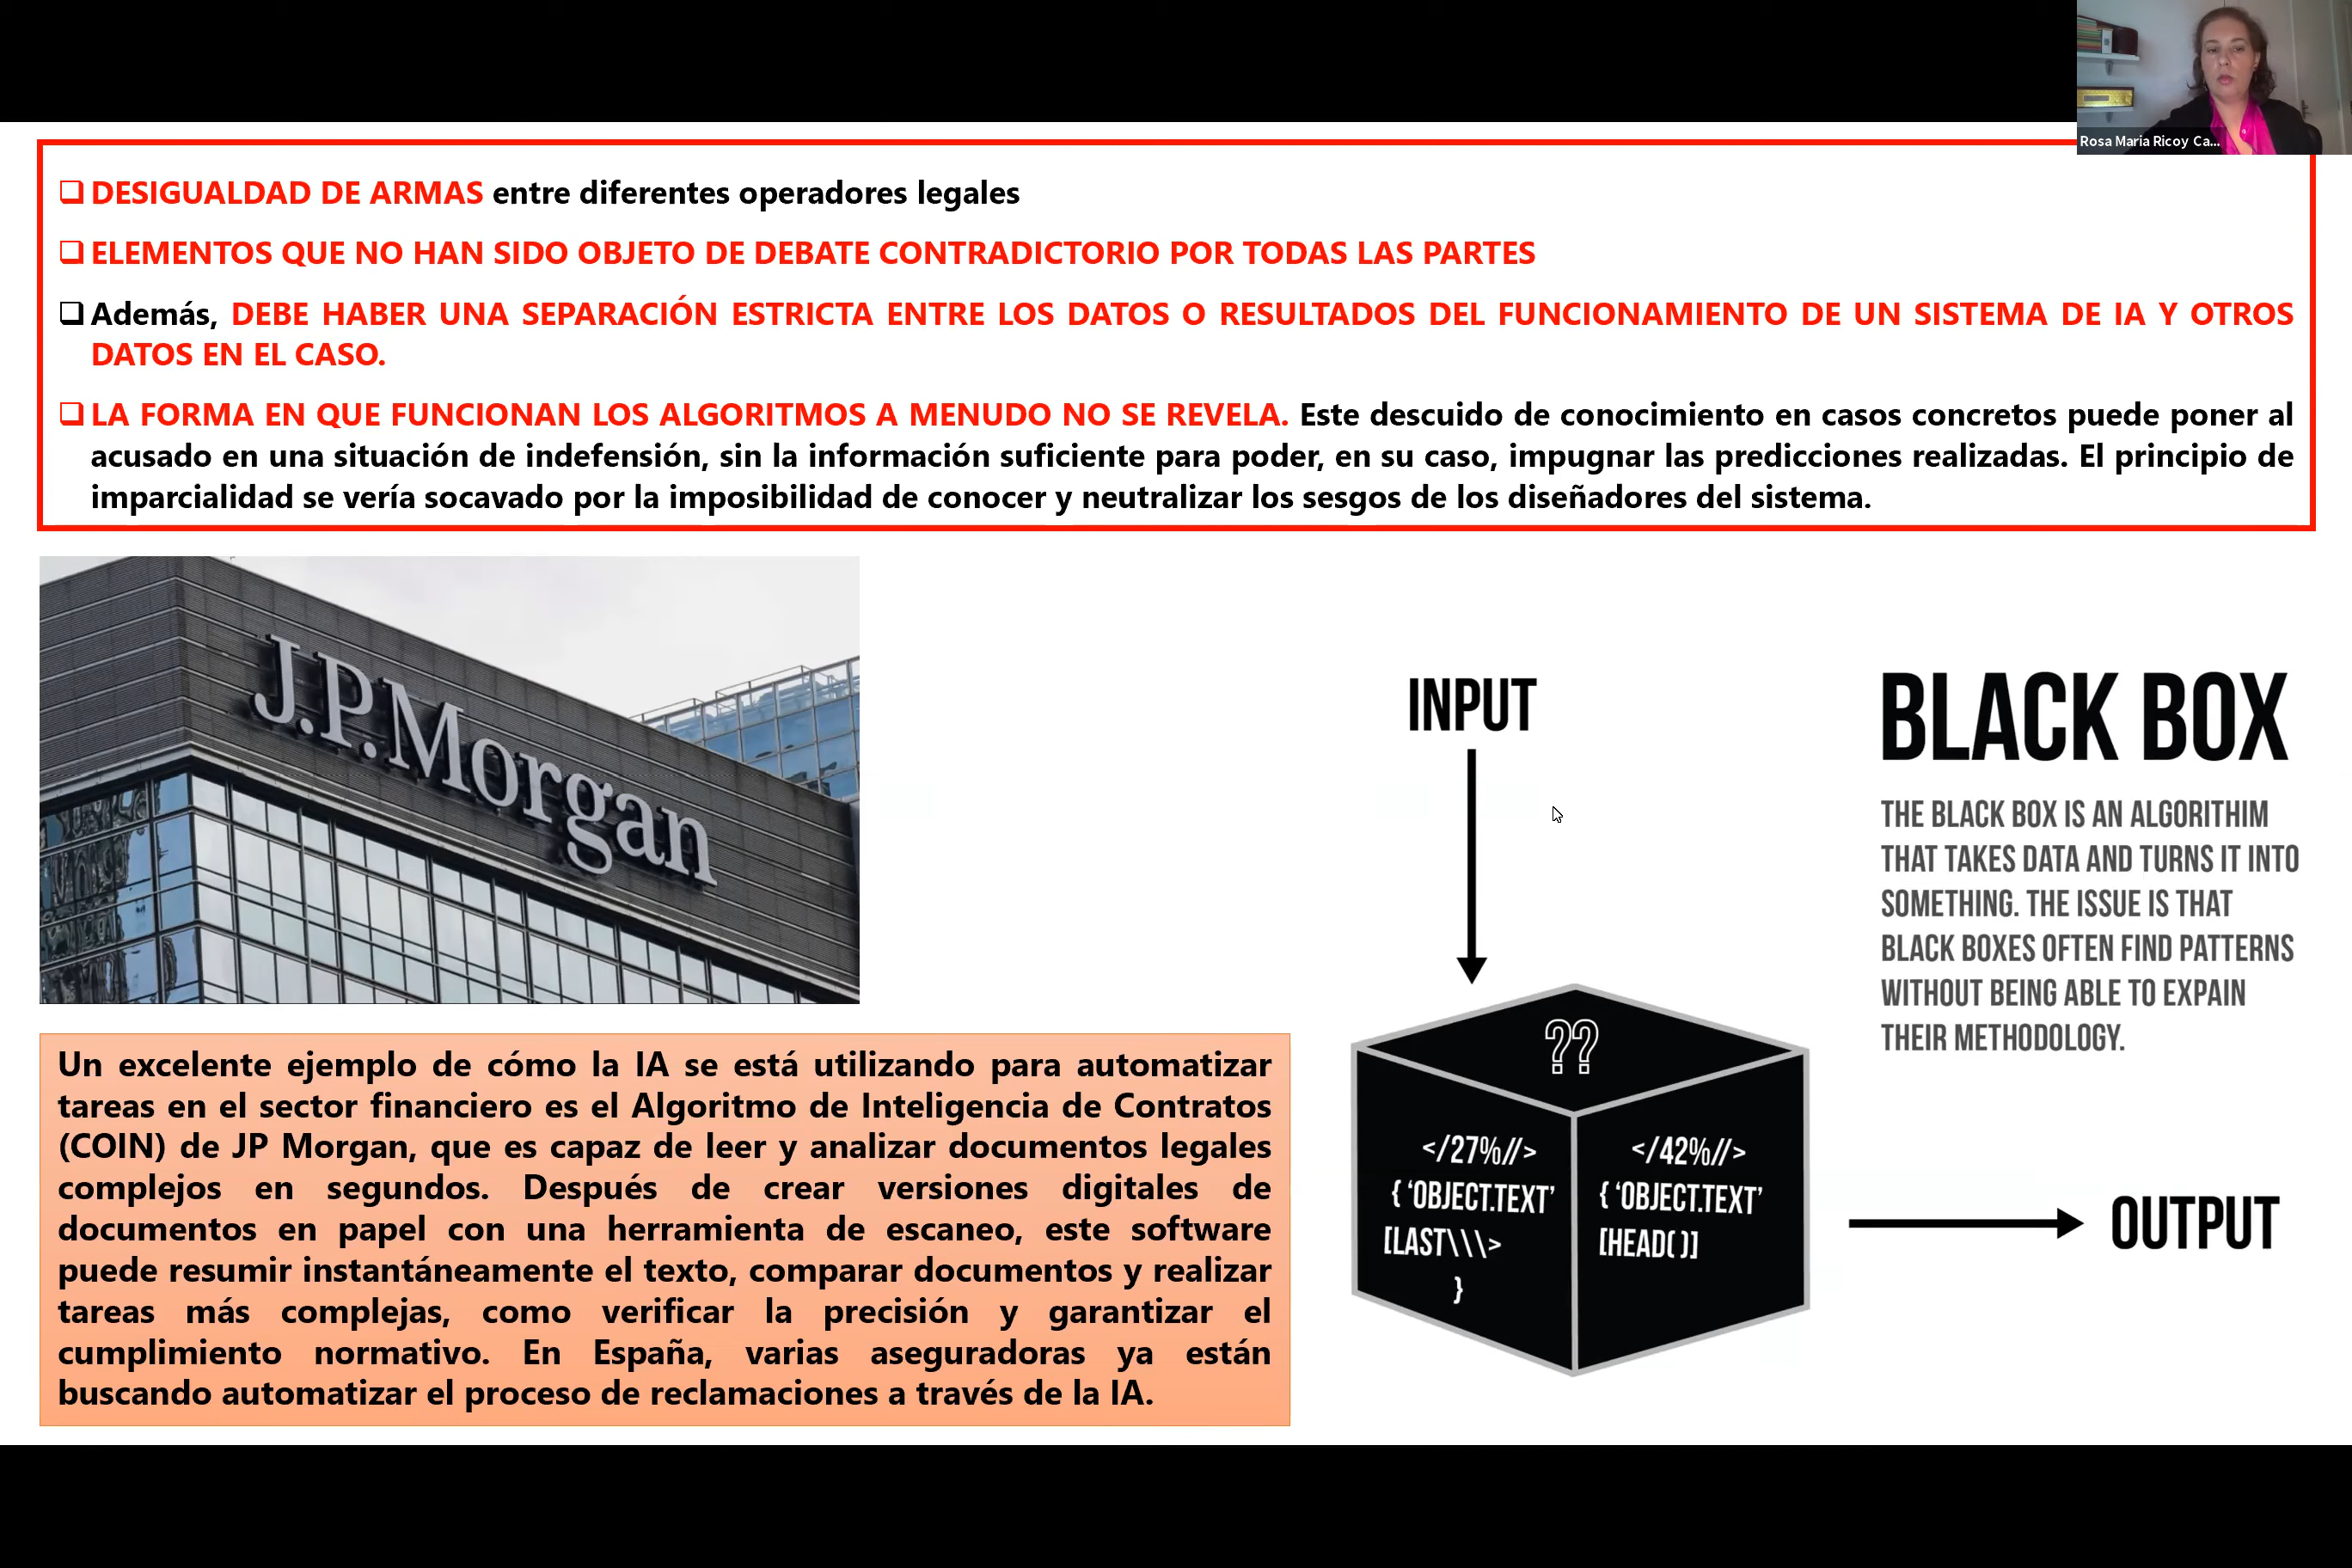 Rosa Maria Ricoy Ca...
DESIGUALDAD DE ARMAS entre diferentes operadores legales
ELEMENTOS QUE NO HAN SIDO OBJETO DE DEBATE CONTRADICTORIO POR TODAS LAS PARTES
Además, DEBE HABER UNA SEPARACIÓN ESTRICTA ENTRE LOS DATOS O RESULTADOS DEL FUNCIONAMIENTO DE UN SISTEMA DE IA Y OTROS
DATOS EN EL CASO.
LA FORMA EN QUE FUNCIONAN LOS ALGORITMOS A MENUDO NO SE REVELA. Este descuido de conocimiento en casos concretos puede poner al
acusado en una situación de indefensión, sin la información suficiente para poder, en su caso, impugnar las predicciones realizadas. El principio de
imparcialidad se vería socavado por la imposibilidad de conocer y neutralizar los sesgos de los diseñadores del sistema.
J.P.Morgan
Un excelente ejemplo de cómo la IA se está utilizando para automatizar
tareas en el sector financiero es el Algoritmo de Inteligencia de Contratos
(COIN) de JP Morgan, que es capaz de leer y analizar documentos legales
complejos en segundos. Después de crear versiones digitales de
documentos en papel con una herramienta de escaneo, este software
puede resumir instantáneamente el texto, comparar documentos y realizar
tareas más complejas, como verificar la precisión y garantizar el
cumplimiento normativo. En España, varias aseguradoras ya están
buscando automatizar el proceso de reclamaciones a través de la IA.
INPUT
BLACK BOX
THE BLACK BOX IS AN ALGORITHIM
THAT TAKES DATA AND TURNS IT INTO
SOMETHING. THE ISSUE IS THAT
BLACK BOXES OFTEN FIND PATTERNS
WITHOUT BEING ABLE TO EXPAIN
THEIR METHODOLOGY.
??
</27%//>
{ ‘OBJECT.TEXT’
[LAST\\\>
}
</42%//>
{ ‘OBJECT.TEXT’
[HEAD( )]
OUTPUT